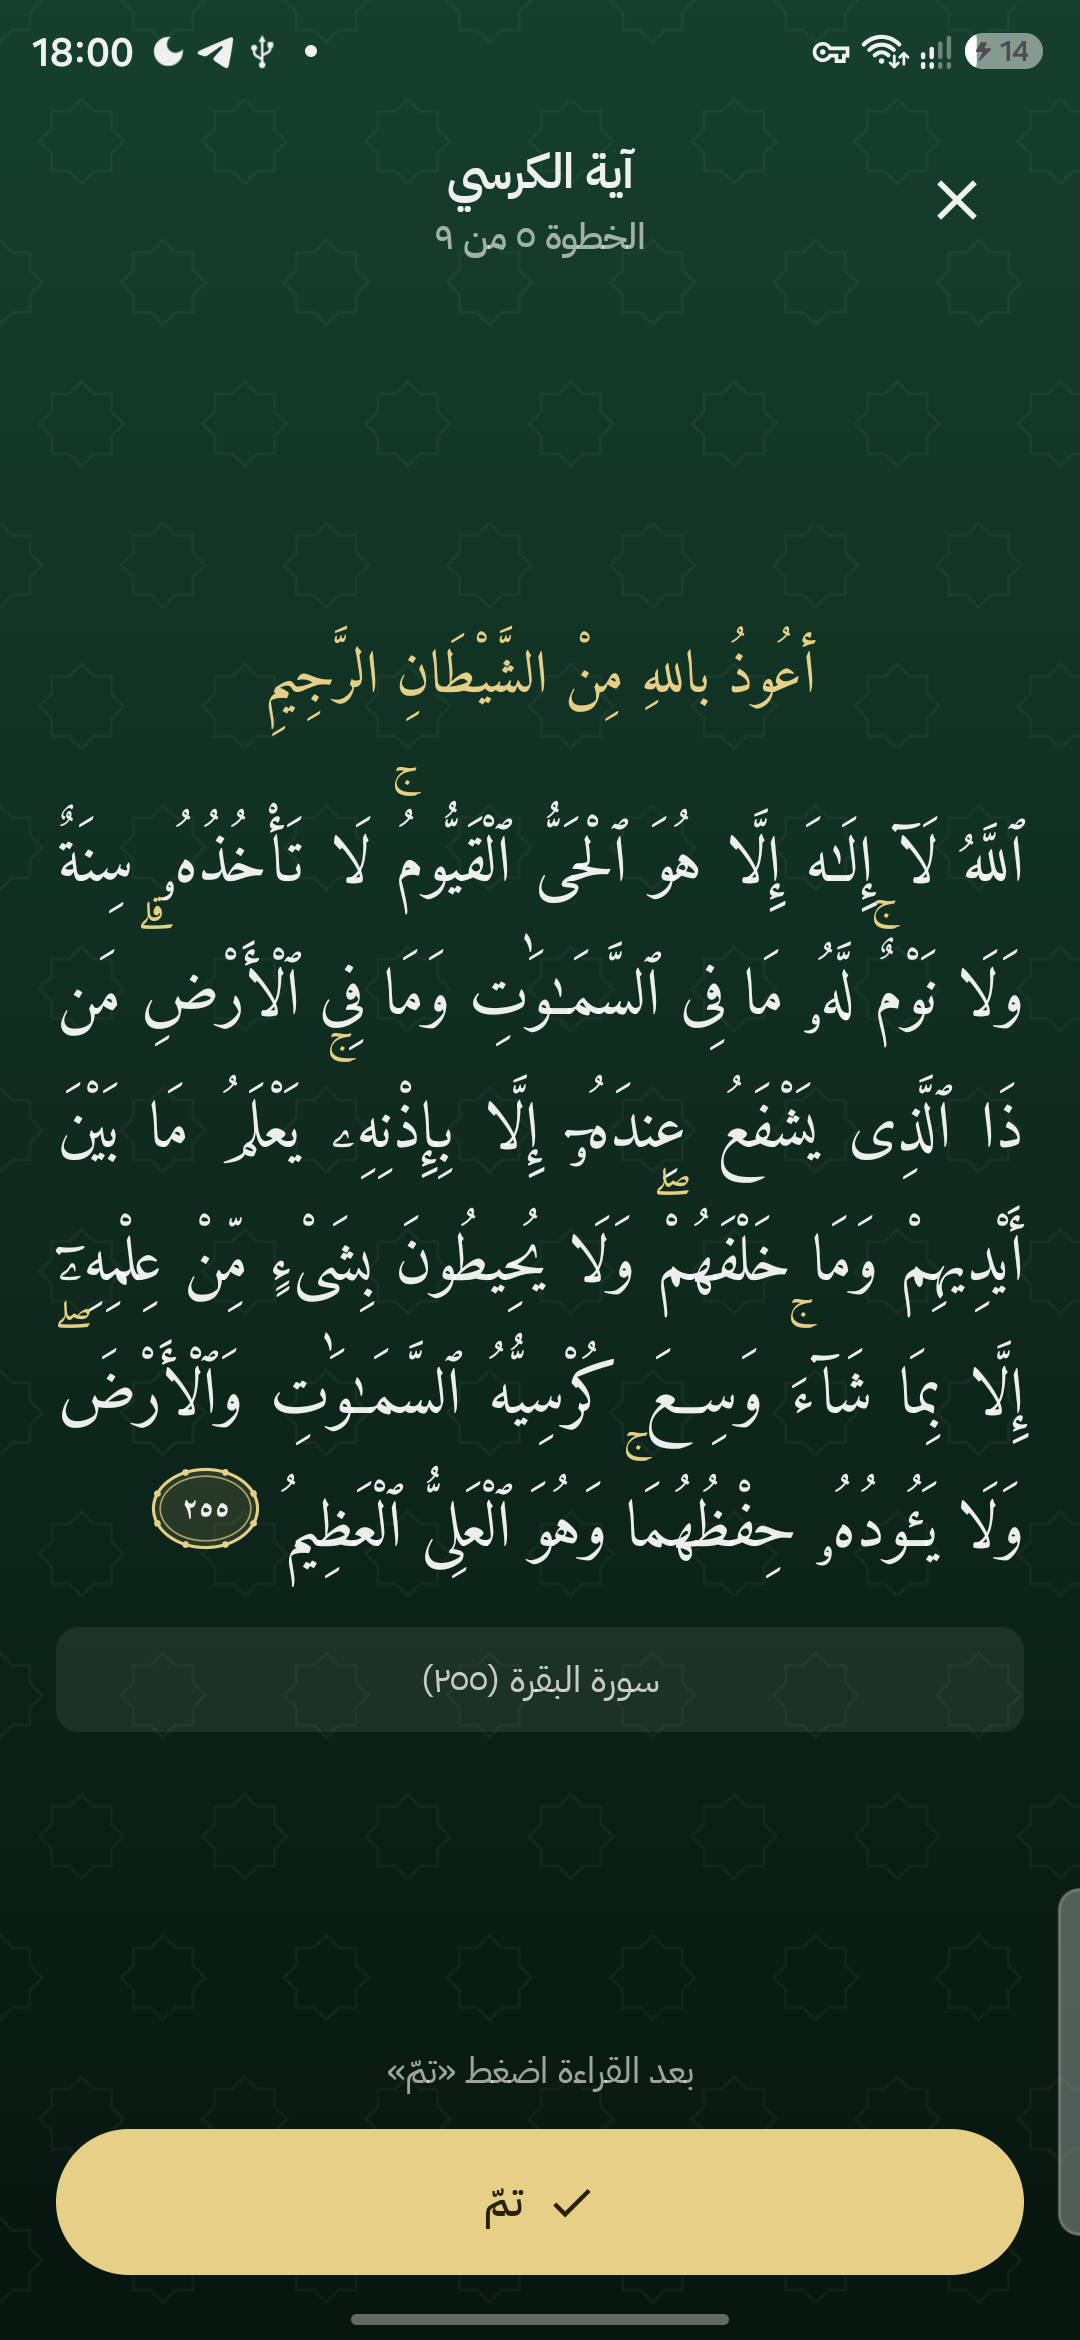 18:00
14
آية الكرسي
الخطوة ٥ من ٩
أعُوذُ بالله‍ِ مِنْ الشَّيْطَانِ الرَّجِيمِ
ٱللَّهُ لَآ إِلَـٰهَ إِلَّا هُوَ ٱلْحَىُّ ٱلْقَيُّومُ ۚ لَا تَأْخُذُهُۥ سِنَةٌ
وَلَا نَوْمٌ ۚ لَّهُۥ مَا فِى ٱلسَّمَـٰوَٰتِ وَمَا فِى ٱلْأَرْضِ ۗ مَن
ذَا ٱلَّذِى يَشْفَعُ عِندَهُۥٓ إِلَّا بِإِذْنِهِۦ ۚ يَعْلَمُ مَا بَيْنَ
أَيْدِيهِمْ وَمَا خَلْفَهُمْ ۖ وَلَا يُحِيطُونَ بِشَىْءٍ مِّنْ عِلْمِهِۦٓ
إِلَّا بِمَا شَآءَ ۚ وَسِعَ كُرْسِيُّهُ ٱلسَّمَـٰوَٰتِ وَٱلْأَرْضَ ۖ
وَلَا يَـُٔودُهُۥ حِفْظُهُمَا ۚ وَهُوَ ٱلْعَلِىُّ ٱلْعَظِيمُ ٢٥٥
سورة البقرة (٢٥٥)
بعد القراءة اضغط «تمّ»
تمّ